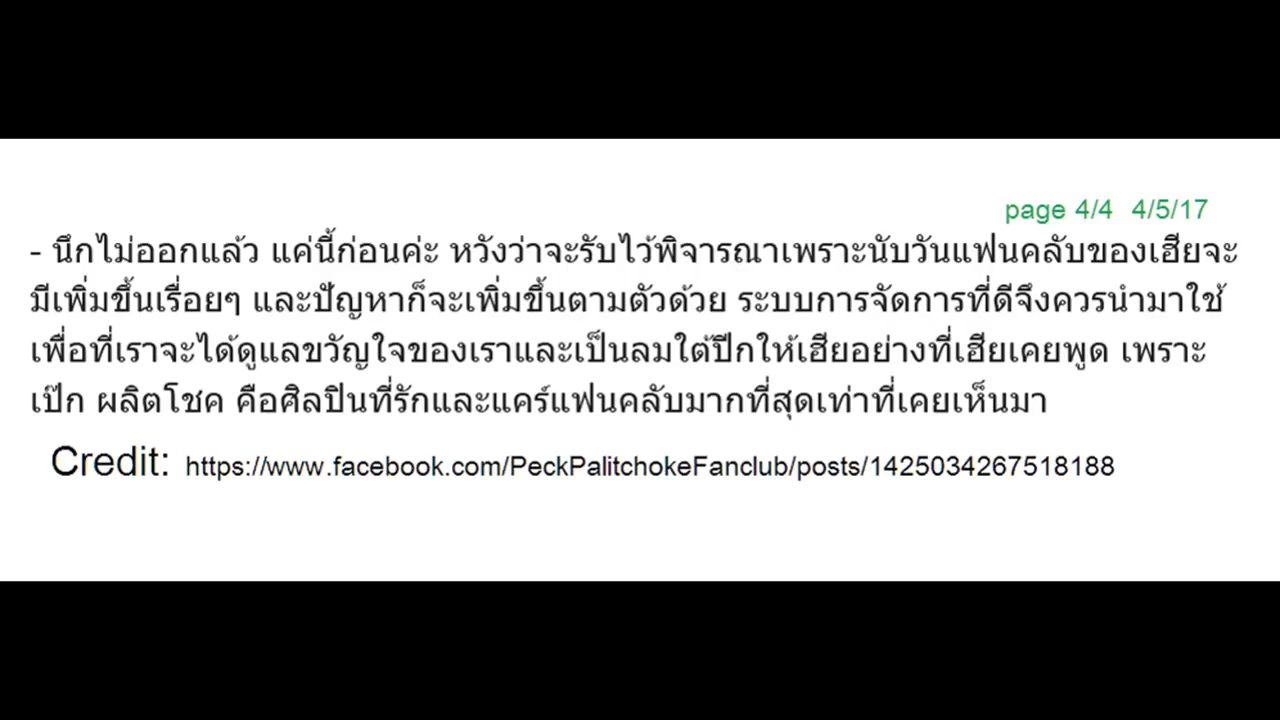 page 4/4 4/5/17
- นึกไม่ออกแล้ว แค่นี้ก่อนค่ะ หวังว่าจะรับไว้พิจารณาเพราะนับวันแฟนคลับของเฮียจะ
มีเพิ่มขึ้นเรื่อยๆ และปัญหาก็จะเพิ่มขึ้นตามตัวด้วย ระบบการจัดการที่ดีจึงควรนำมาใช้
เพื่อที่เราจะได้ดูแลขวัญใจของเราและเป็นลมใต้ปีกให้เฮียอย่างที่เฮียเคยพูด เพราะ
เป๊ก ผลิตโชค คือศิลปินที่รักและแคร์แฟนคลับมากที่สุดเท่าที่เคยเห็นมา
Credit: https://www.facebook.com/PeckPalitchokeFanclub/posts/1425034267518188